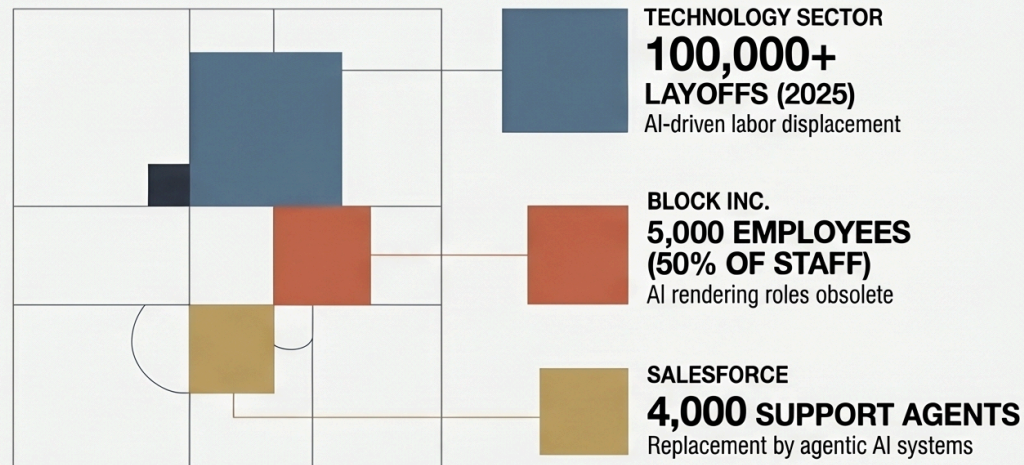 TECHNOLOGY SECTOR
100,000+
LAYOFFS (2025)
AI-driven labor displacement
BLOCK INC.
5,000 EMPLOYEES
(50% OF STAFF)
AI rendering roles obsolete
SALESFORCE
4,000 SUPPORT AGENTS
Replacement by agentic AI systems